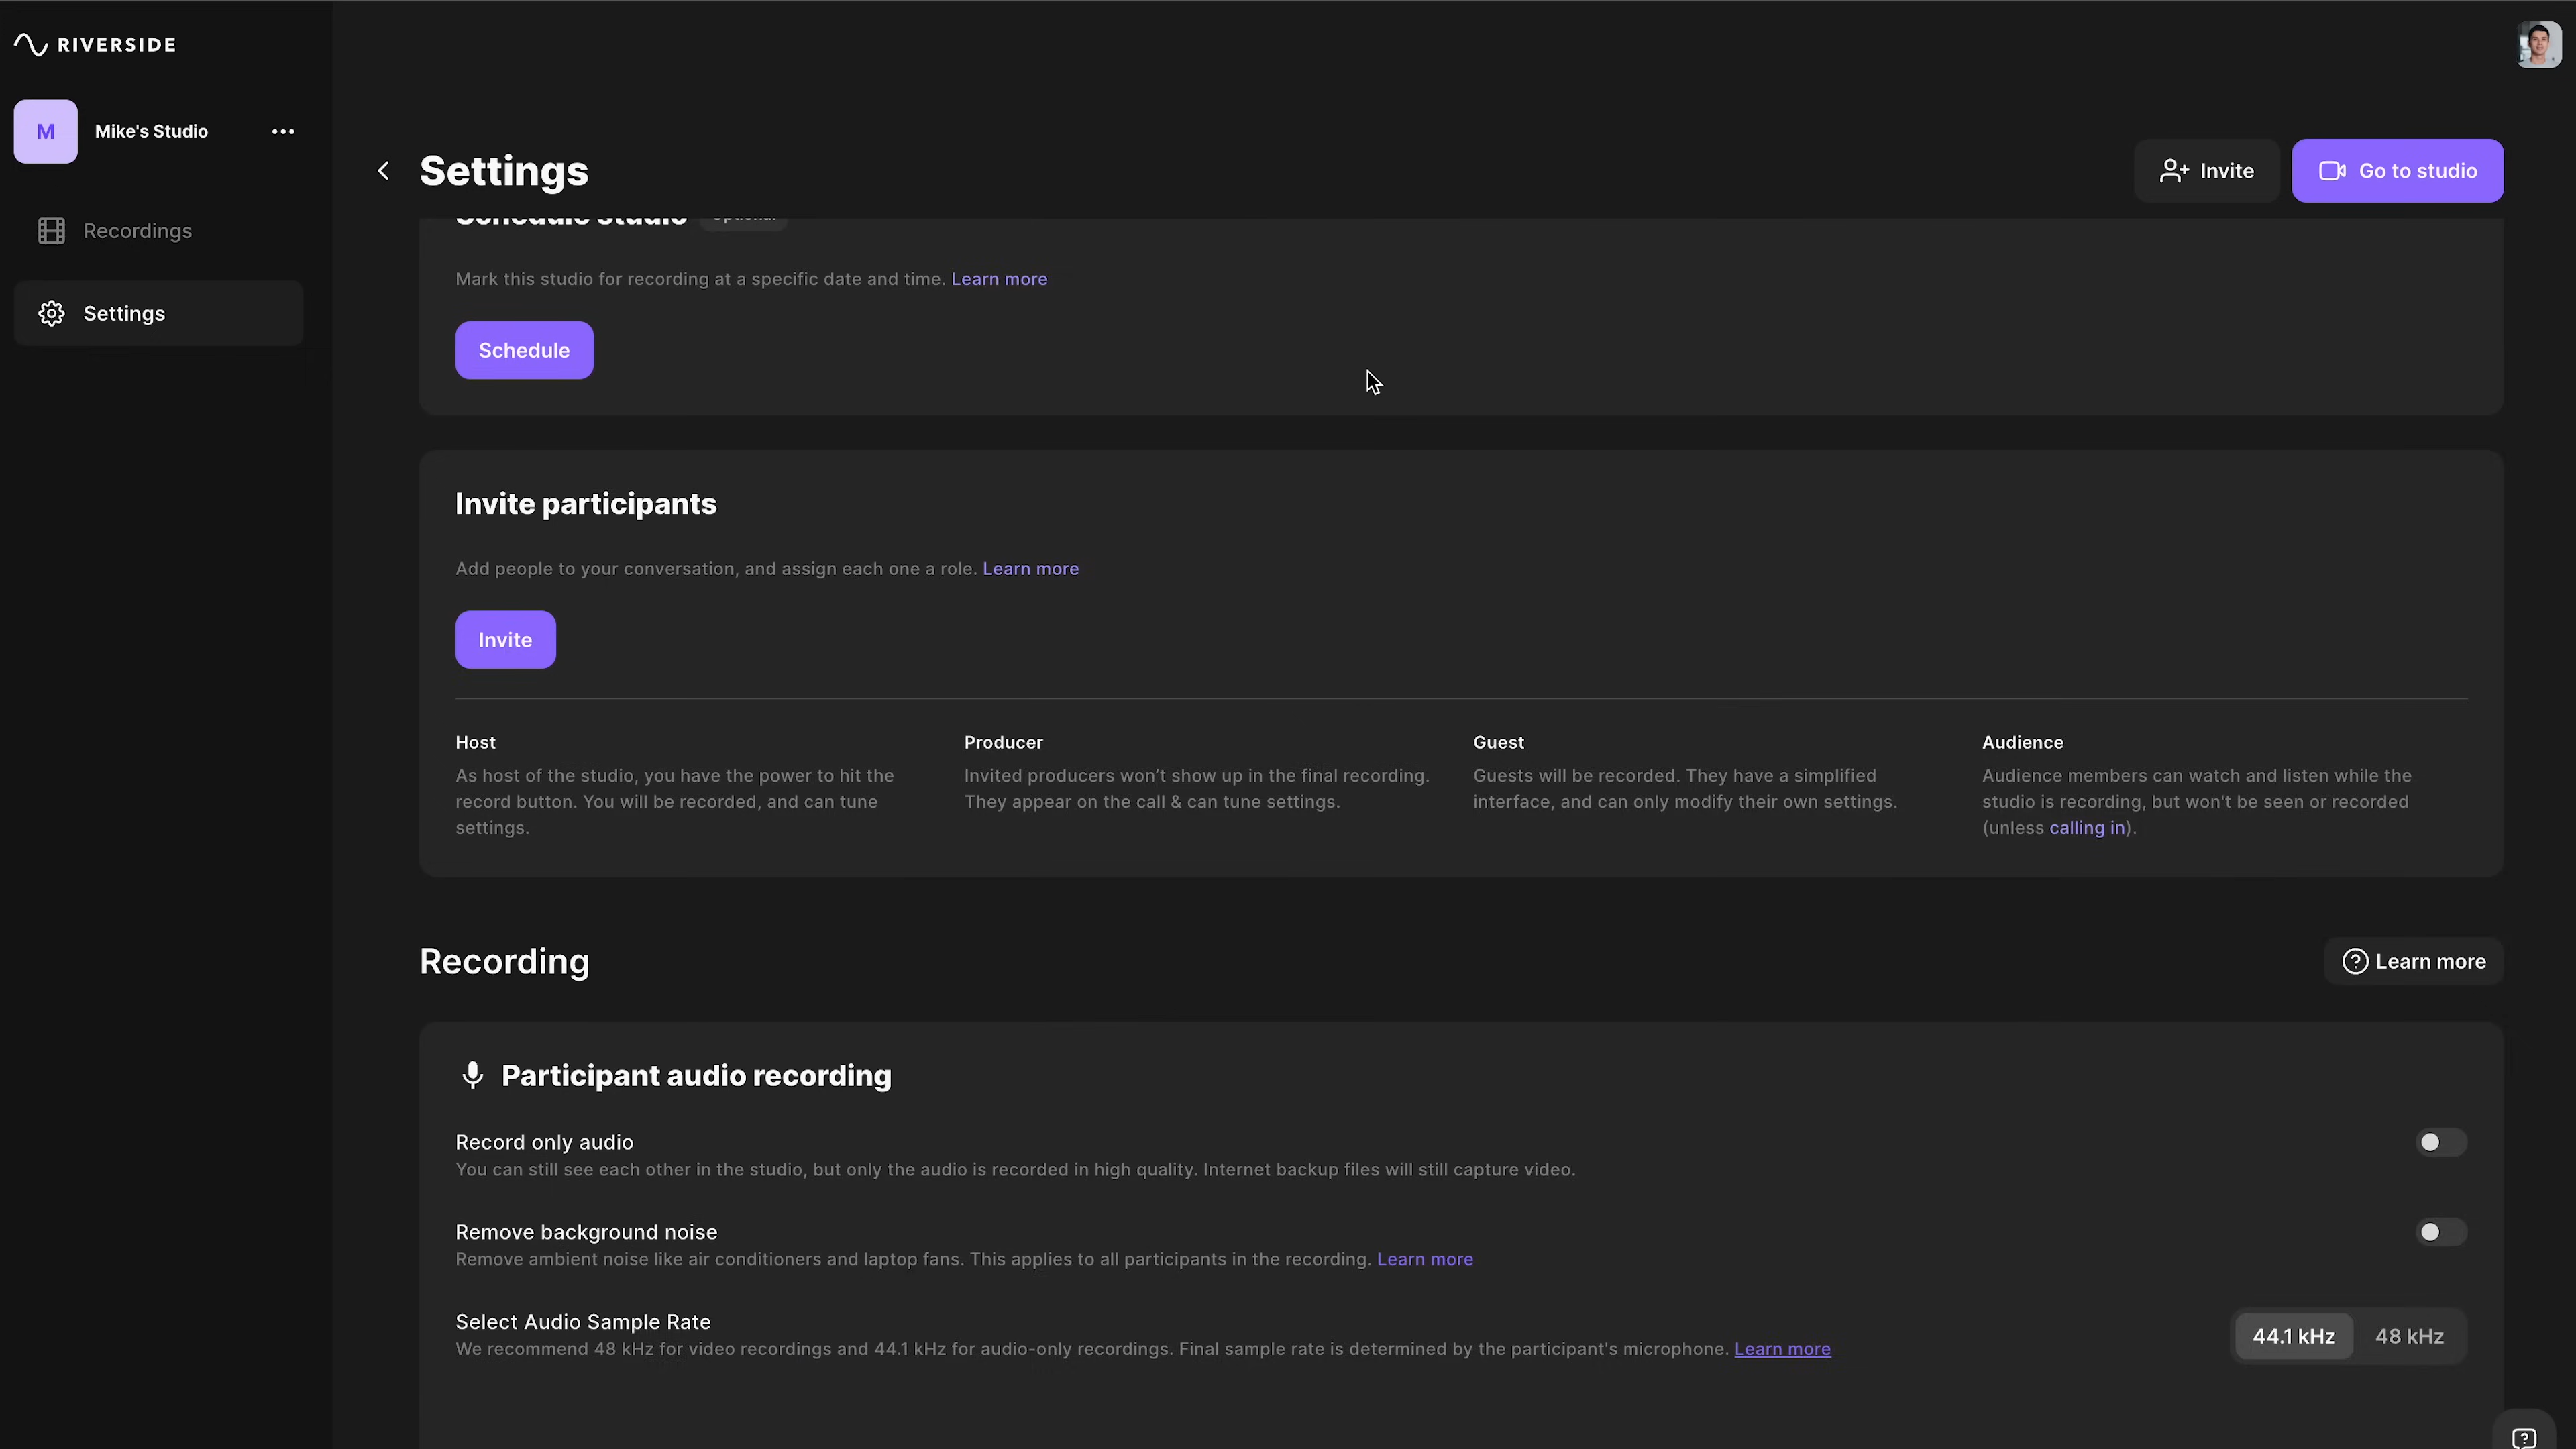 RIVERSIDE
M
Mike's Studio
Recordings
Settings
Settings
Invite
Go to studio
Schedule studio
Optional
Mark this studio for recording at a specific date and time. Learn more
Schedule
Invite participants
Add people to your conversation, and assign each one a role. Learn more
Invite
Host
As host of the studio, you have the power to hit the
record button. You will be recorded, and can tune
settings.
Producer
Invited producers won't show up in the final recording.
They appear on the call & can tune settings.
Guest
Guests will be recorded. They have a simplified
interface, and can only modify their own settings.
Audience
Audience members can watch and listen while the
studio is recording, but won't be seen or recorded
(unless calling in).
Recording
Learn more
Participant audio recording
Record only audio
You can still see each other in the studio, but only the audio is recorded in high quality. Internet backup files will still capture video.
Remove background noise
Remove ambient noise like air conditioners and laptop fans. This applies to all participants in the recording. Learn more
Select Audio Sample Rate
We recommend 48 kHz for video recordings and 44.1 kHz for audio-only recordings. Final sample rate is determined by the participant's microphone. Learn more
44.1 kHz
48 kHz